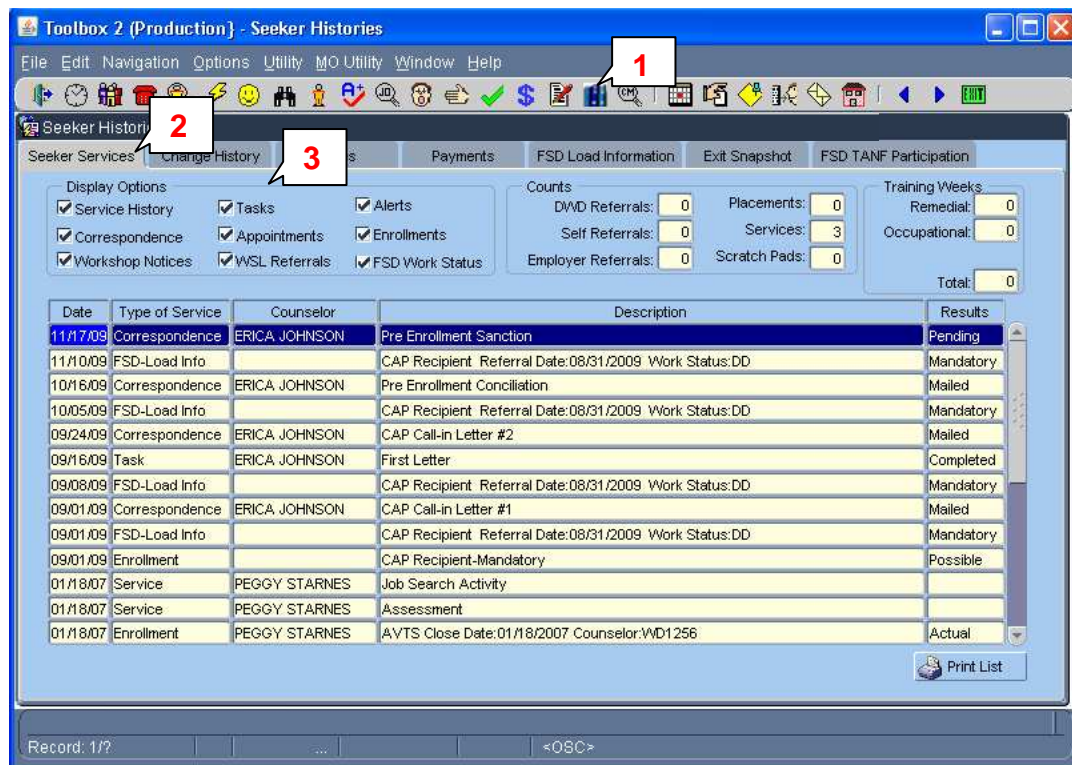 Toolbox 2 (Production} - Seeker Histories
File Edit Navigation Options Utility MO Utility Window Help
1
EXIT
Seeker Histori
2
Seeker Services Change History 3 s Payments FSD Load Information Exit Snapshot FSD TANF Participation
Display Options Counts Training Weeks
Service History Tasks Alerts DWD Referrals: 0 Placements: 0 Remedial: 0
Correspondence Appointments Enrollments Self Referrals: 0 Services: 3 Occupational: 0
Workshop Notices WSL Referrals FSD Work Status Employer Referrals: 0 Scratch Pads: 0
Total: 0
Date Type of Service Counselor Description Results
11/17/09 Correspondence ERICA JOHNSON Pre Enrollment Sanction Pending
11/10/09 FSD-Load Info CAP Recipient Referral Date:08/31/2009 Work Status:DD Mandatory
10/16/09 Correspondence ERICA JOHNSON Pre Enrollment Conciliation Mailed
10/05/09 FSD-Load Info CAP Recipient Referral Date:08/31/2009 Work Status:DD Mandatory
09/24/09 Correspondence ERICA JOHNSON CAP Call-in Letter #2 Mailed
09/16/09 Task ERICA JOHNSON First Letter Completed
09/08/09 FSD-Load Info CAP Recipient Referral Date:08/31/2009 Work Status:DD Mandatory
09/01/09 Correspondence ERICA JOHNSON CAP Call-in Letter #1 Mailed
09/01/09 FSD-Load Info CAP Recipient Referral Date:08/31/2009 Work Status:DD Mandatory
09/01/09 Enrollment CAP Recipient-Mandatory Possible
01/18/07 Service PEGGY STARNES Job Search Activity
01/18/07 Service PEGGY STARNES Assessment
01/18/07 Enrollment PEGGY STARNES AVTS Close Date:01/18/2007 Counselor:WD1256 Actual
Print List
Record: 1/? ... <OSC>